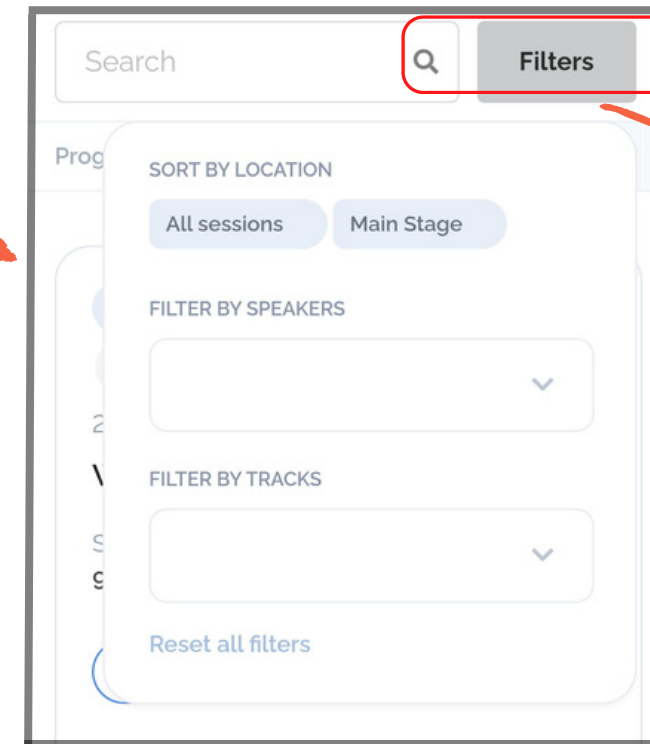 Search
Filters
Prog
SORT BY LOCATION
All sessions Main Stage
FILTER BY SPEAKERS
FILTER BY TRACKS
Reset all filters